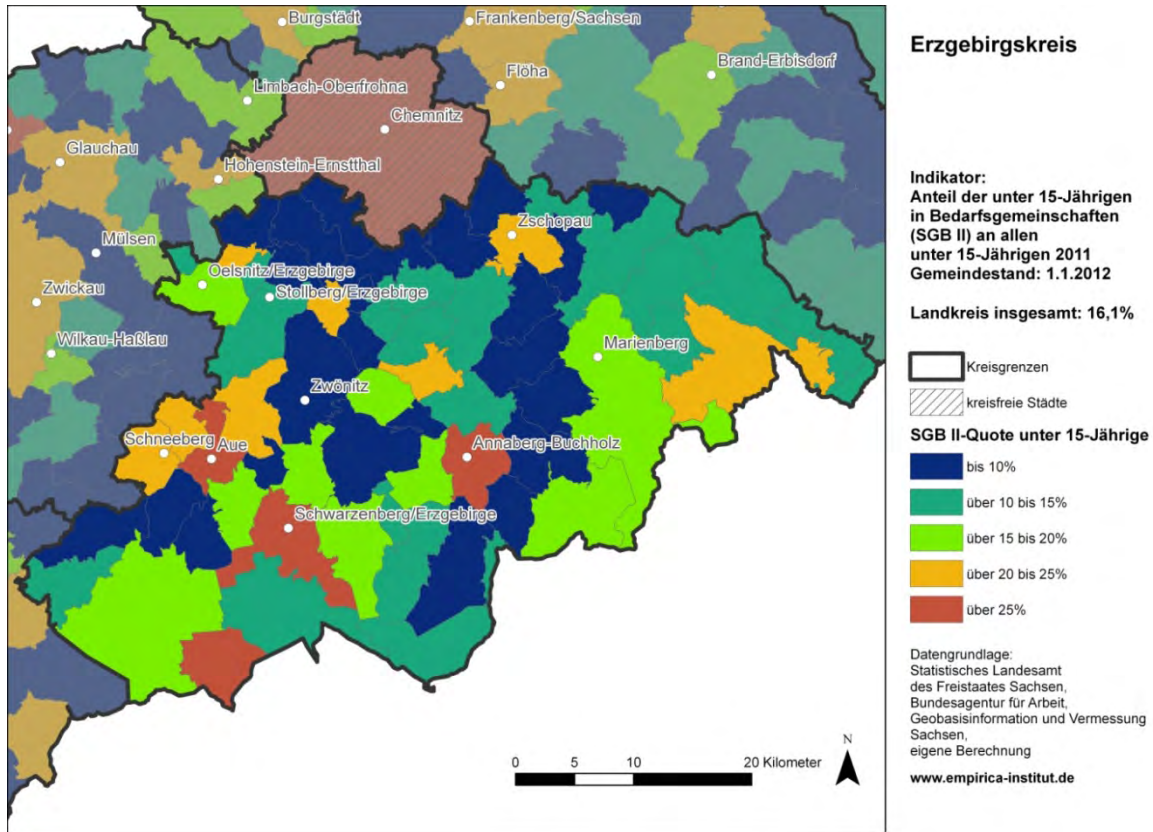 Burgstädt
Frankenberg/Sachsen
Flöha
Brand-Erbisdorf
Limbach-Oberfrohna
Chemnitz
Glauchau
Hohenstein-Ernstthal
Mülsen
Zschopau
Oelsnitz/Erzgebirge
Stollberg/Erzgebirge
Zwickau
Wilkau-Haßlau
Marienberg
Zwönitz
Schneeberg
Aue
Annaberg-Buchholz
Schwarzenberg/Erzgebirge
N
0 5 10 20 Kilometer
Erzgebirgskreis
Indikator:
Anteil der unter 15-Jährigen
in Bedarfsgemeinschaften
(SGB II) an allen
unter 15-Jährigen 2011
Gemeindestand: 1.1.2012
Landkreis insgesamt: 16,1%
Kreisgrenzen
kreisfreie Städte
SGB II-Quote unter 15-Jährige
bis 10%
über 10 bis 15%
über 15 bis 20%
über 20 bis 25%
über 25%
Datengrundlage:
Statistisches Landesamt
des Freistaates Sachsen,
Bundesagentur für Arbeit,
Geobasisinformation und Vermessung
Sachsen,
eigene Berechnung
www.empirica-institut.de